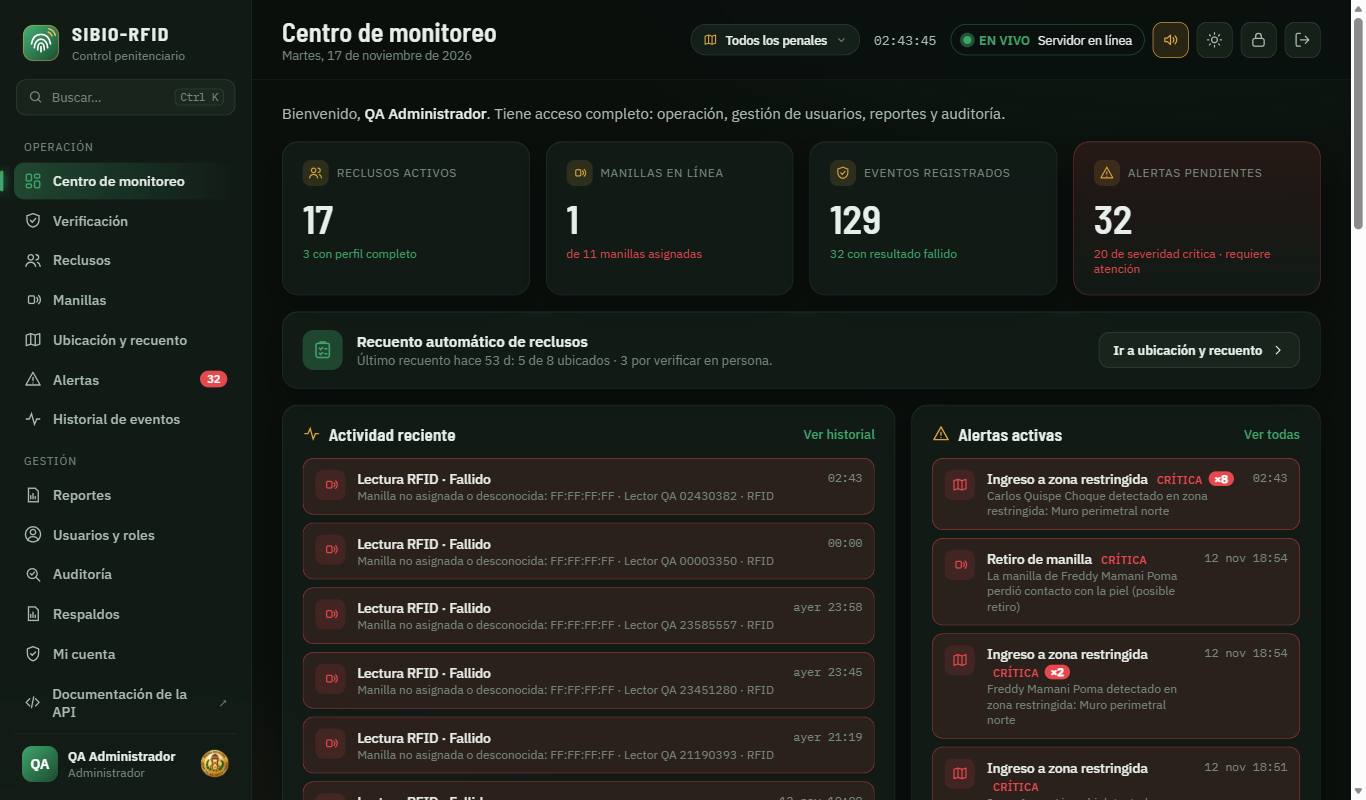 SIBIO-RFID
Control penitenciario
Buscar...
Ctrl K
OPERACIÓN
Centro de monitoreo
Verificación
Reclusos
Manillas
Ubicación y recuento
Alertas
32
Historial de eventos
GESTIÓN
Reportes
Usuarios y roles
Auditoría
Respaldos
Mi cuenta
Documentación de la
API
↗
QA
QA Administrador
Administrador
Centro de monitoreo
Martes, 17 de noviembre de 2026
Todos los penales
02:43:45
EN VIVO Servidor en línea
Bienvenido, QA Administrador. Tiene acceso completo: operación, gestión de usuarios, reportes y auditoría.
RECLUSOS ACTIVOS
17
3 con perfil completo
MANILLAS EN LÍNEA
1
de 11 manillas asignadas
EVENTOS REGISTRADOS
129
32 con resultado fallido
ALERTAS PENDIENTES
32
20 de severidad crítica · requiere
atención
Recuento automático de reclusos
Último recuento hace 53 d: 5 de 8 ubicados · 3 por verificar en persona.
Ir a ubicación y recuento
Actividad reciente
Ver historial
Lectura RFID · Fallido
02:43
Manilla no asignada o desconocida: FF:FF:FF:FF · Lector QA 02430382 · RFID
Lectura RFID · Fallido
00:00
Manilla no asignada o desconocida: FF:FF:FF:FF · Lector QA 00003350 · RFID
Lectura RFID · Fallido
ayer 23:58
Manilla no asignada o desconocida: FF:FF:FF:FF · Lector QA 23585557 · RFID
Lectura RFID · Fallido
ayer 23:45
Manilla no asignada o desconocida: FF:FF:FF:FF · Lector QA 23451280 · RFID
Lectura RFID · Fallido
ayer 21:19
Manilla no asignada o desconocida: FF:FF:FF:FF · Lector QA 21190393 · RFID
Alertas activas
Ver todas
Ingreso a zona restringida CRÍTICA ×8
02:43
Carlos Quispe Choque detectado en zona
restringida: Muro perimetral norte
Retiro de manilla CRÍTICA
12 nov 18:54
La manilla de Freddy Mamani Poma
perdió contacto con la piel (posible
retiro)
Ingreso a zona restringida
12 nov 18:54
CRÍTICA ×2
Freddy Mamani Poma detectado en
zona restringida: Muro perimetral
norte
Ingreso a zona restringida
12 nov 18:51
CRÍTICA